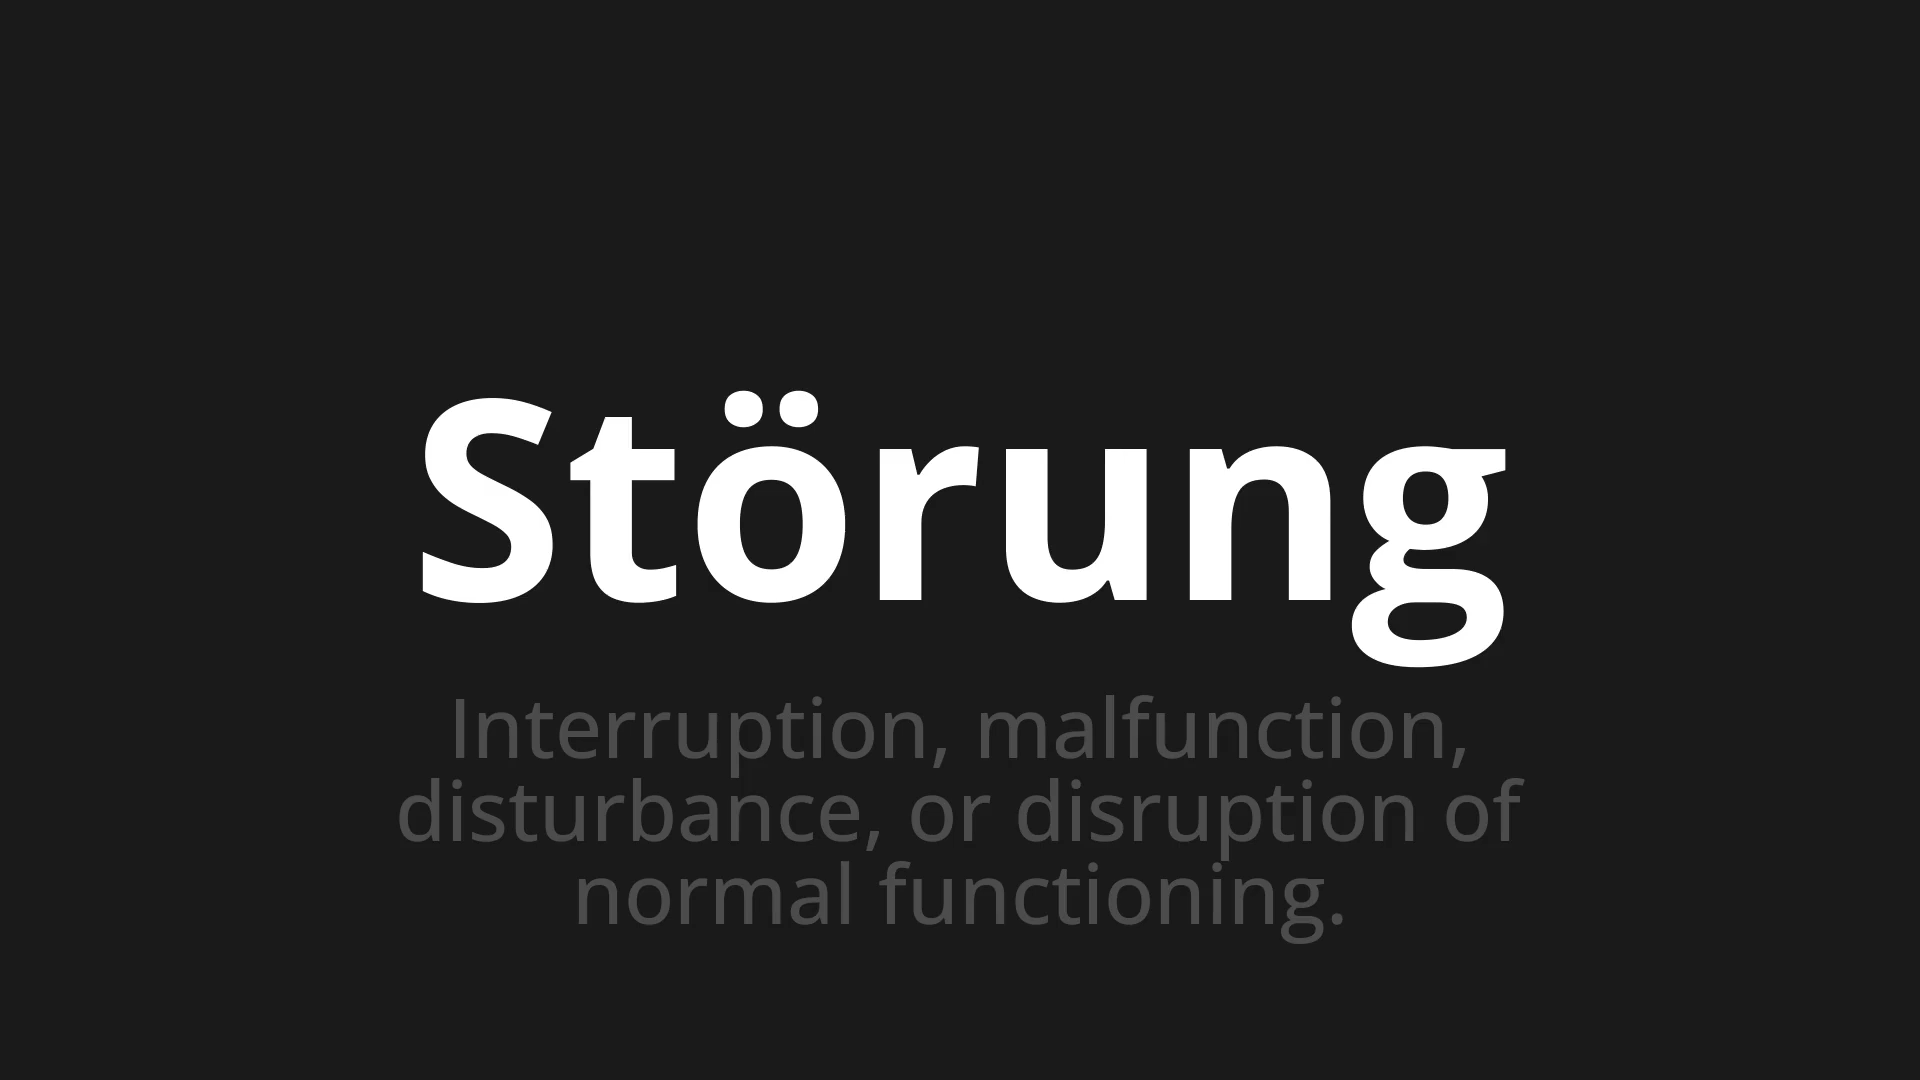 Störung
Interruption, malfunction,
disturbance, or disruption of
normal functioning.